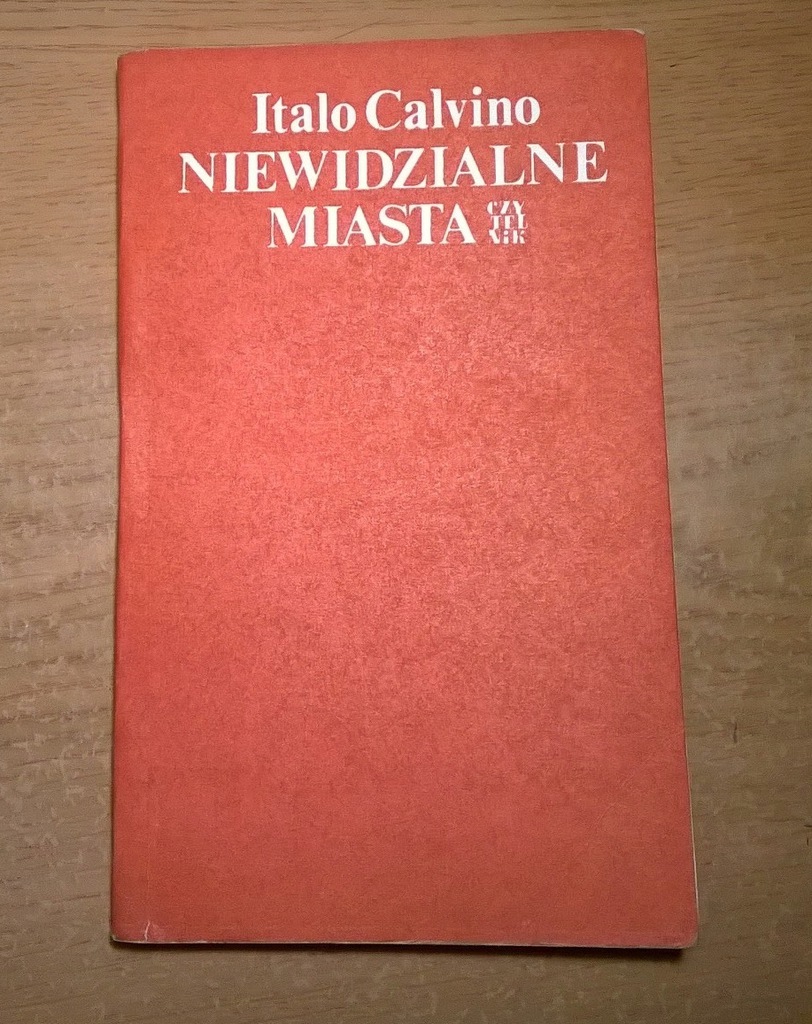 Italo Calvino
NIEWIDZIALNE
MIASTA
CZY
TEL
NIK